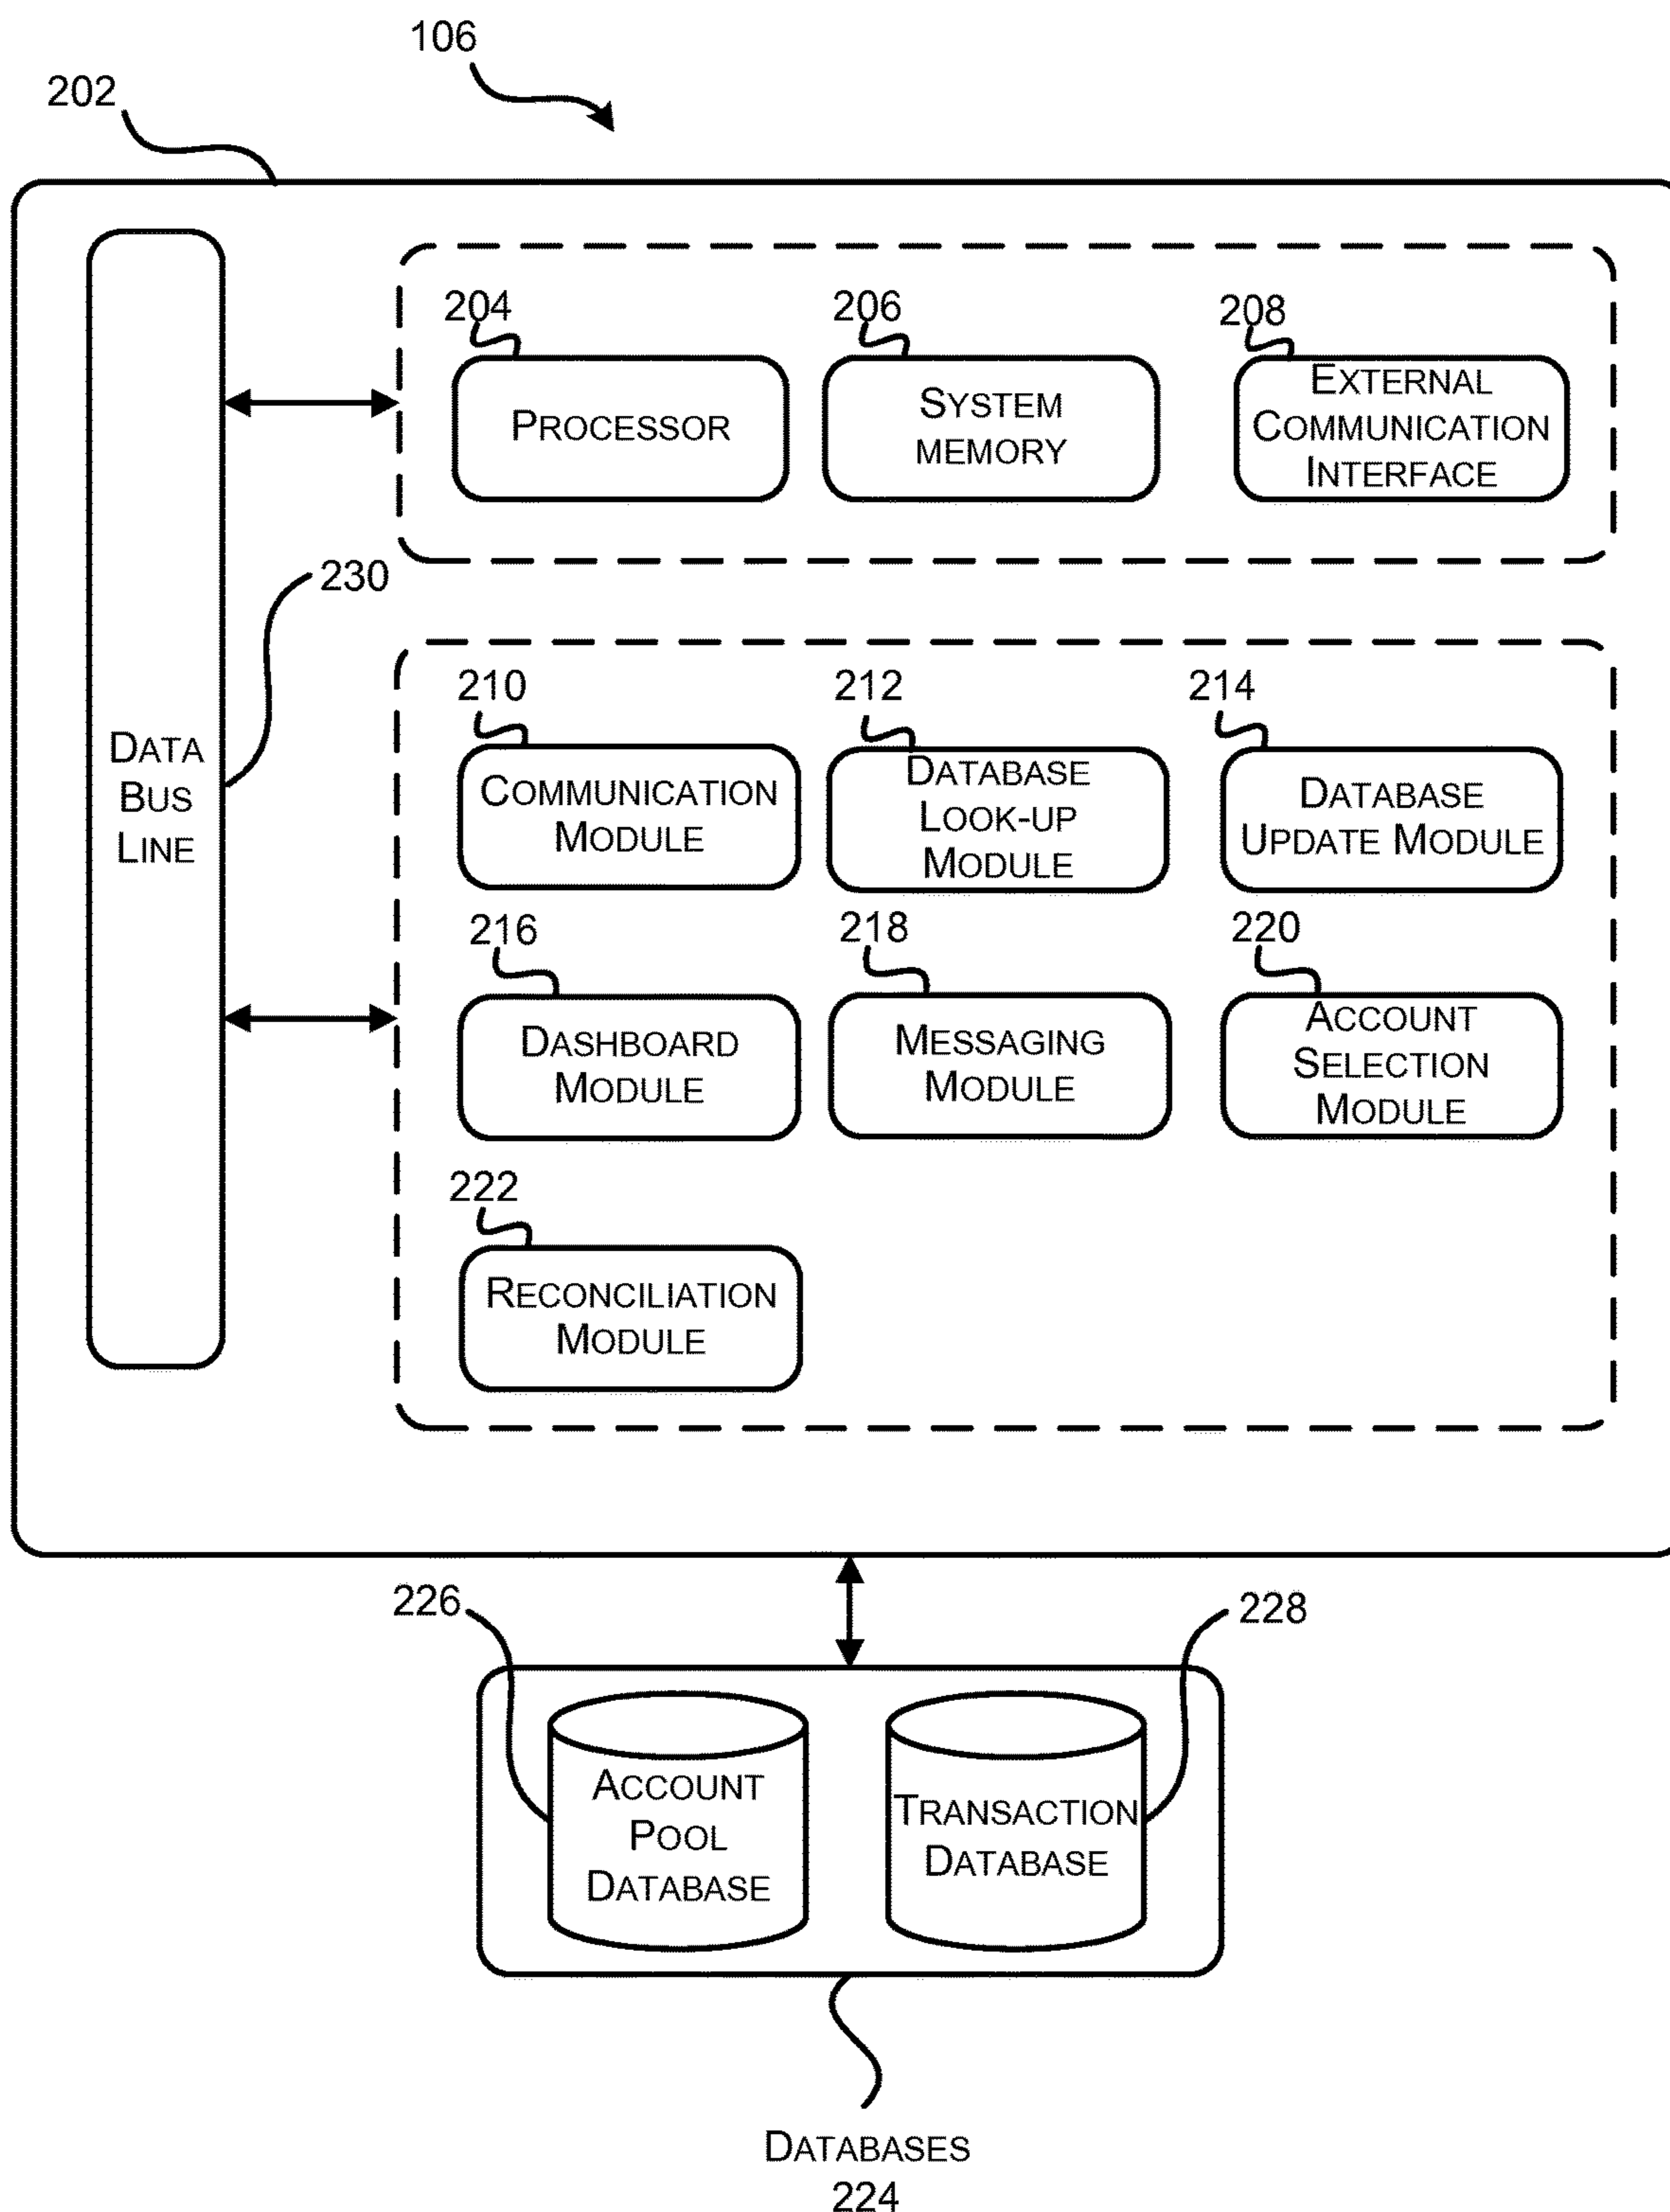 106
202
204
206
208
PROCESSOR
SYSTEM
MEMORY
EXTERNAL
COMMUNICATION
INTERFACE
230
DATA
BUS
LINE
210
212
214
COMMUNICATION
MODULE
DATABASE
LOOK-UP
MODULE
DATABASE
UPDATE MODULE
216
218
220
DASHBOARD
MODULE
MESSAGING
MODULE
ACCOUNT
SELECTION
MODULE
222
RECONCILIATION
MODULE
226
228
ACCOUNT
POOL
DATABASE
TRANSACTION
DATABASE
DATABASES
224